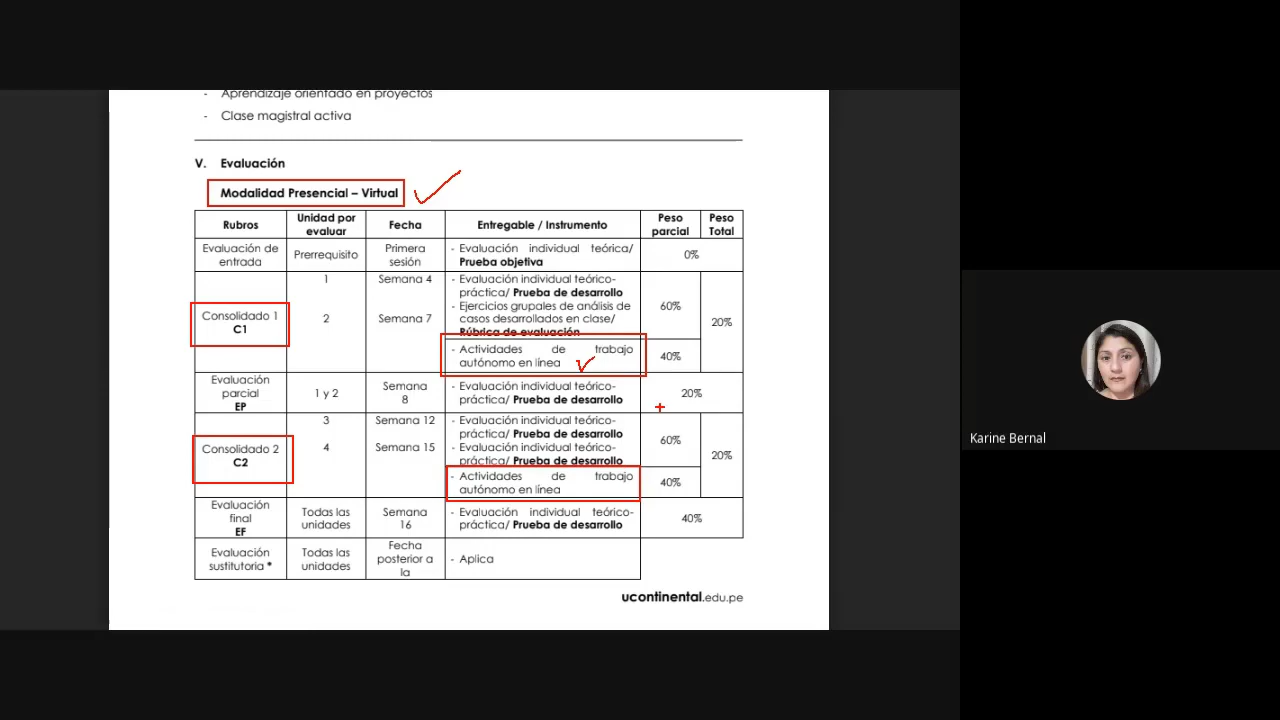 - Aprendizaje orientado en proyectos
- Clase magistral activa
V. Evaluación
Modalidad Presencial – Virtual
Rubros
Unidad por evaluar
Fecha
Entregable / Instrumento
Peso parcial
Peso Total
Evaluación de entrada
Prerrequisito
Primera sesión
- Evaluación individual teórica/
Prueba objetiva
0%
Consolidado 1
C1
1
Semana 4
- Evaluación individual teórico-
práctica/ Prueba de desarrollo
2
Semana 7
- Ejercicios grupales de análisis de
casos desarrollados en clase/
Rúbrica de evaluación
60%
20%
- Actividades de trabajo
autónomo en línea
40%
Evaluación
parcial
EP
1 y 2
Semana
8
- Evaluación individual teórico-
práctica/ Prueba de desarrollo
20%
Consolidado 2
C2
3
Semana 12
- Evaluación individual teórico-
práctica/ Prueba de desarrollo
4
Semana 15
- Evaluación individual teórico-
práctica/ Prueba de desarrollo
60%
20%
- Actividades de trabajo
autónomo en línea
40%
Evaluación
final
EF
Todas las
unidades
Semana
16
- Evaluación individual teórico-
práctica/ Prueba de desarrollo
40%
Evaluación
sustitutoria *
Todas las
unidades
Fecha
posterior a
la
- Aplica
ucontinental.edu.pe
Karine Bernal